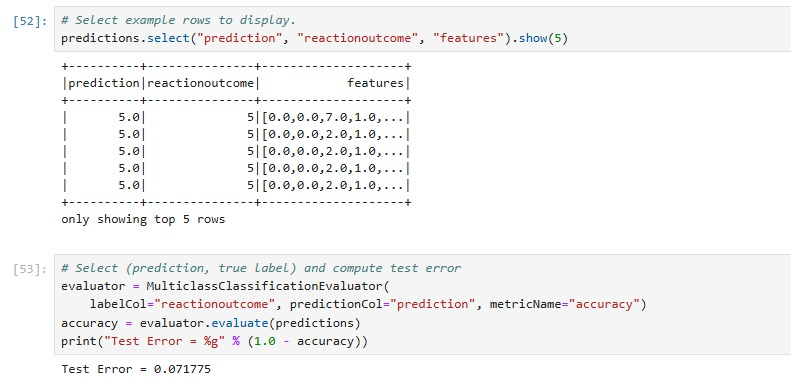 [52]: # Select example rows to display.
predictions.select("prediction", "reactionoutcome", "features").show(5)
+----------+---------------+--------------------+
|prediction|reactionoutcome|            features|
+----------+---------------+--------------------+
|       5.0|              5|[0.0,0.0,7.0,1.0,...|
|       5.0|              5|[0.0,0.0,2.0,1.0,...|
|       5.0|              5|[0.0,0.0,2.0,1.0,...|
|       5.0|              5|[0.0,0.0,2.0,1.0,...|
|       5.0|              5|[0.0,0.0,2.0,1.0,...|
+----------+---------------+--------------------+
only showing top 5 rows
[53]: # Select (prediction, true label) and compute test error
evaluator = MulticlassClassificationEvaluator(
    labelCol="reactionoutcome", predictionCol="prediction", metricName="accuracy")
accuracy = evaluator.evaluate(predictions)
print("Test Error = %g" % (1.0 - accuracy))
Test Error = 0.071775